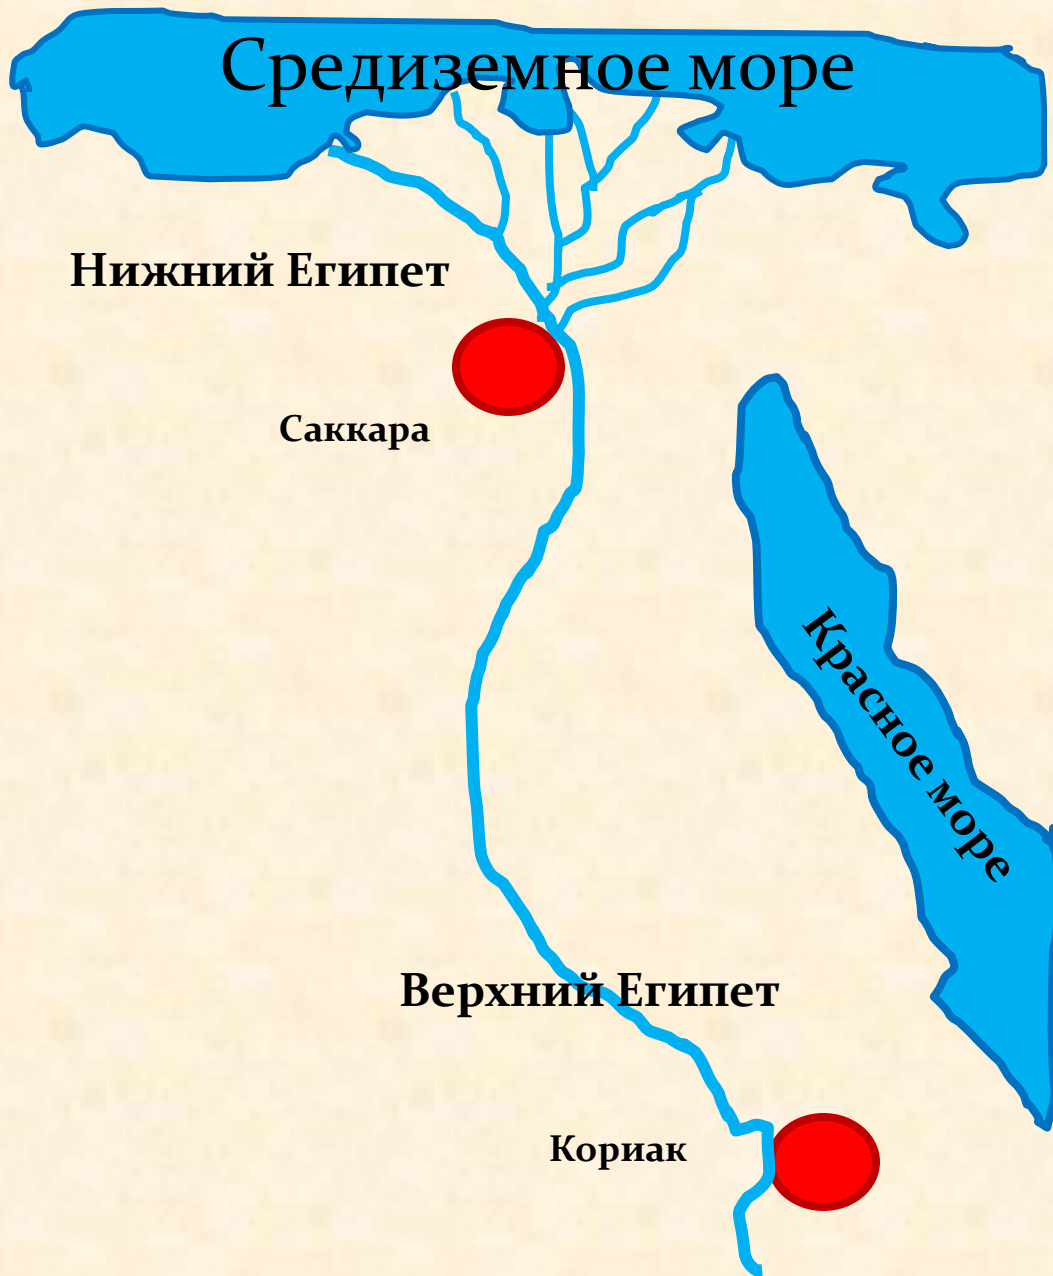 Средиземное море
Нижний Египет
Саккара
Красное море
Верхний Египет
Кориак